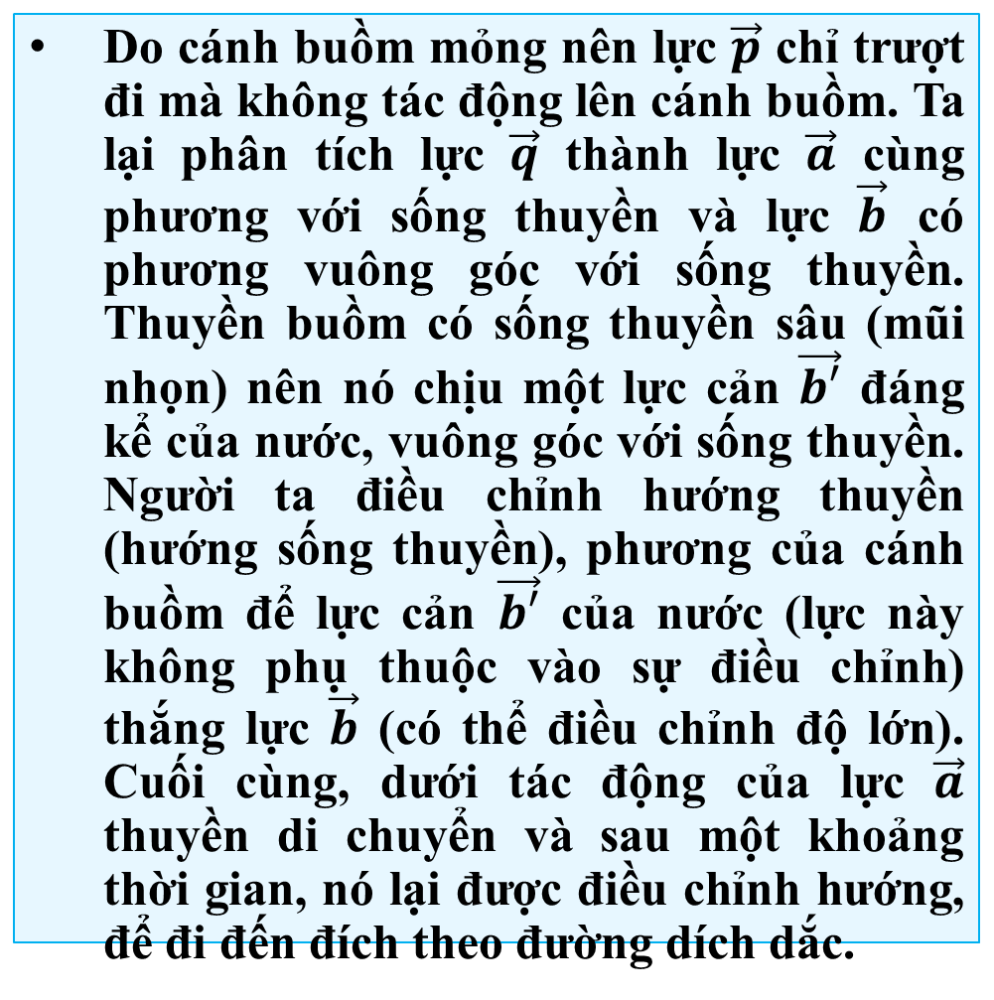 • Do cánh buồm mỏng nên lực $\vec{p}$ chỉ trượt
đi mà không tác động lên cánh buồm. Ta
lại phân tích lực $\vec{q}$ thành lực $\vec{a}$ cùng
phương với sống thuyền và lực $\vec{b}$ có
phương vuông góc với sống thuyền.
Thuyền buồm có sống thuyền sâu (mũi
nhọn) nên nó chịu một lực cản $\overrightarrow{b'}$ đáng
kể của nước, vuông góc với sống thuyền.
Người ta điều chỉnh hướng thuyền
(hướng sống thuyền), phương của cánh
buồm để lực cản $\overrightarrow{b'}$ của nước (lực này
không phụ thuộc vào sự điều chỉnh)
thắng lực $\vec{b}$ (có thể điều chỉnh độ lớn).
Cuối cùng, dưới tác động của lực $\vec{a}$
thuyền di chuyển và sau một khoảng
thời gian, nó lại được điều chỉnh hướng,
để đi đến đích theo đường dích dắc.